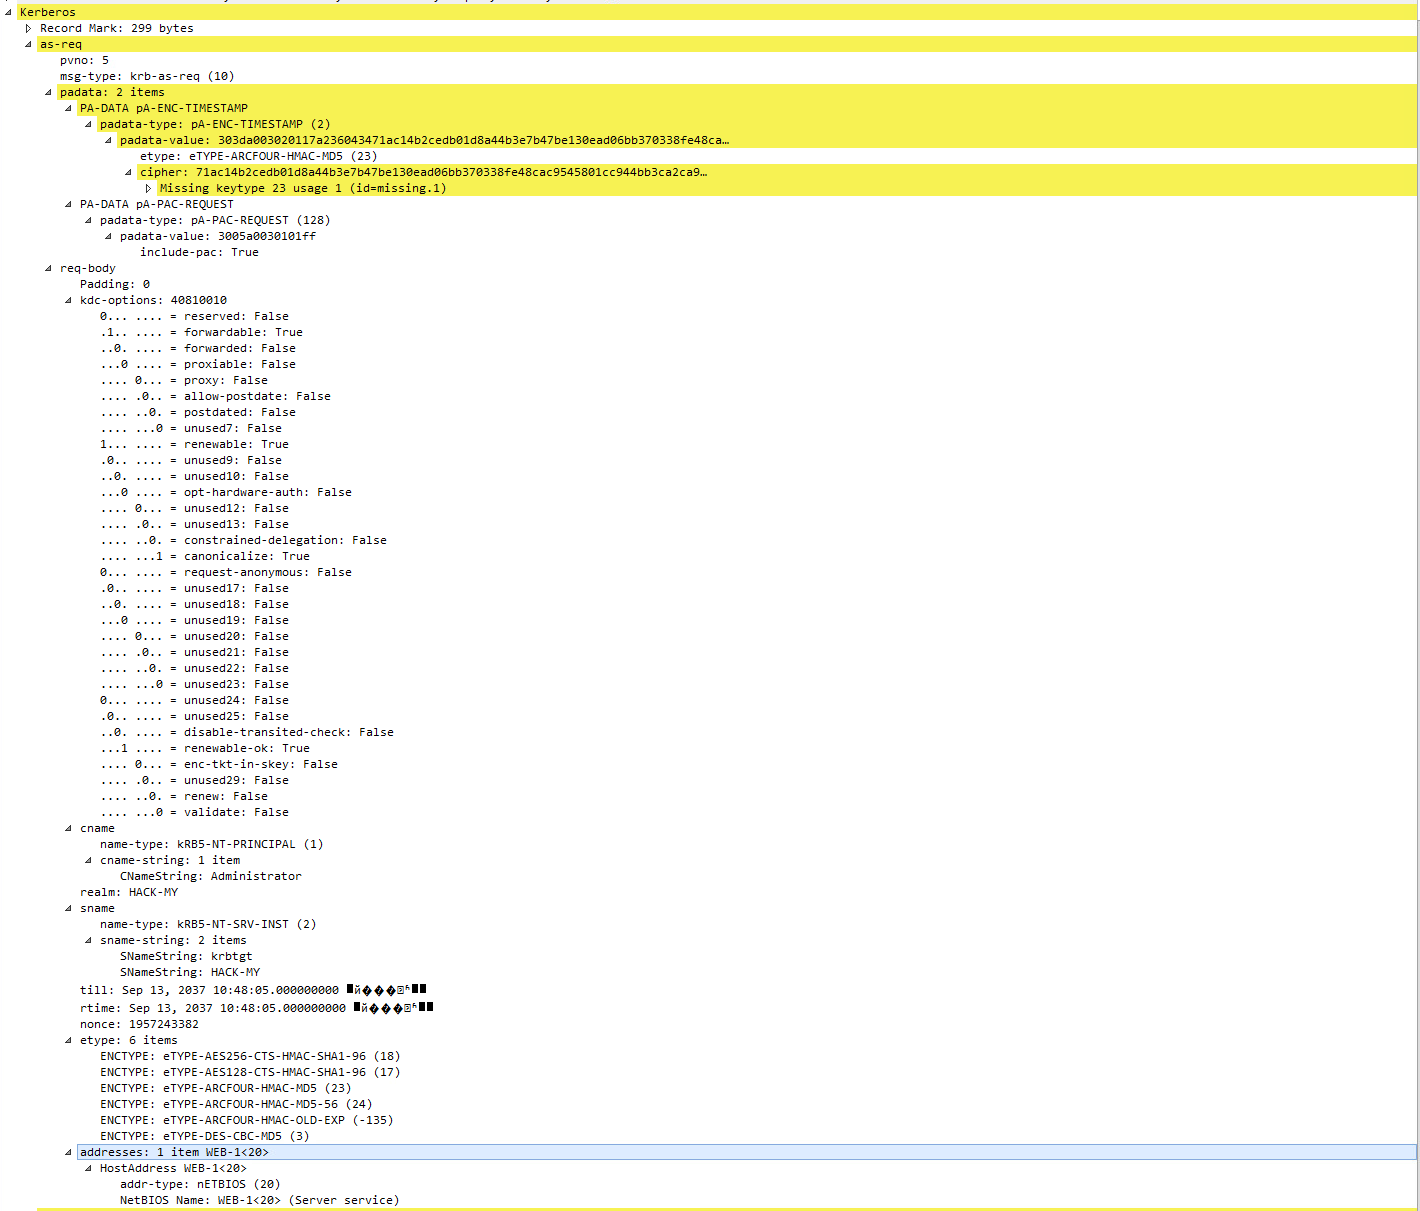 Kerberos
Record Mark: 299 bytes
as-req
pvno: 5
msg-type: krb-as-req (10)
padata: 2 items
PA-DATA pA-ENC-TIMESTAMP
padata-type: pA-ENC-TIMESTAMP (2)
padata-value: 303da003020117a236043471ac14b2cedb01d8a44b3e7b47be130ead06bb370338fe48ca…
etype: eTYPE-ARCFOUR-HMAC-MD5 (23)
cipher: 71ac14b2cedb01d8a44b3e7b47be130ead06bb370338fe48cac9545801cc944bb3ca2ca9…
Missing keytype 23 usage 1 (id=missing.1)
PA-DATA pA-PAC-REQUEST
padata-type: pA-PAC-REQUEST (128)
padata-value: 3005a0030101ff
include-pac: True
req-body
Padding: 0
kdc-options: 40810010
0... .... = reserved: False
.1.. .... = forwardable: True
..0. .... = forwarded: False
...0 .... = proxiable: False
.... 0... = proxy: False
.... .0.. = allow-postdate: False
.... ..0. = postdated: False
.... ...0 = unused7: False
1... .... = renewable: True
.0.. .... = unused9: False
..0. .... = unused10: False
...0 .... = opt-hardware-auth: False
.... 0... = unused12: False
.... .0.. = unused13: False
.... ..0. = constrained-delegation: False
.... ...1 = canonicalize: True
0... .... = request-anonymous: False
.0.. .... = unused17: False
..0. .... = unused18: False
...0 .... = unused19: False
.... 0... = unused20: False
.... .0.. = unused21: False
.... ..0. = unused22: False
.... ...0 = unused23: False
0... .... = unused24: False
.0.. .... = unused25: False
..0. .... = disable-transited-check: False
...1 .... = renewable-ok: True
.... 0... = enc-tkt-in-skey: False
.... .0.. = unused29: False
.... ..0. = renew: False
.... ...0 = validate: False
cname
name-type: kRB5-NT-PRINCIPAL (1)
cname-string: 1 item
CNameString: Administrator
realm: HACK-MY
sname
name-type: kRB5-NT-SRV-INST (2)
sname-string: 2 items
SNameString: krbtgt
SNameString: HACK-MY
till: Sep 13, 2037 10:48:05.000000000
rtime: Sep 13, 2037 10:48:05.000000000
nonce: 1957243382
etype: 6 items
ENCTYPE: eTYPE-AES256-CTS-HMAC-SHA1-96 (18)
ENCTYPE: eTYPE-AES128-CTS-HMAC-SHA1-96 (17)
ENCTYPE: eTYPE-ARCFOUR-HMAC-MD5 (23)
ENCTYPE: eTYPE-ARCFOUR-HMAC-MD5-56 (24)
ENCTYPE: eTYPE-ARCFOUR-HMAC-OLD-EXP (-135)
ENCTYPE: eTYPE-DES-CBC-MD5 (3)
addresses: 1 item WEB-1<20>
HostAddress WEB-1<20>
addr-type: nETBIOS (20)
NetBIOS Name: WEB-1<20> (Server service)